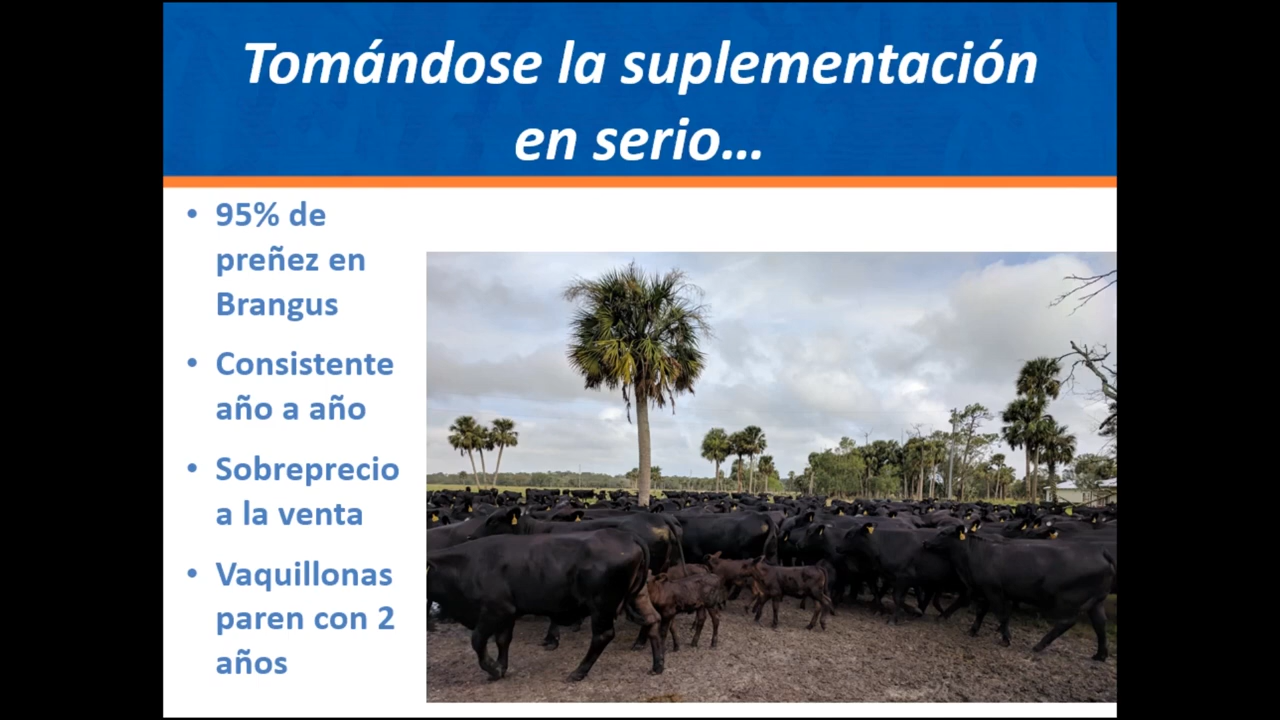 Tomándose la suplementación
en serio...
• 95% de
preñez en
Brangus
• Consistente
año a año
• Sobreprecio
a la venta
• Vaquillonas
paren con 2
años